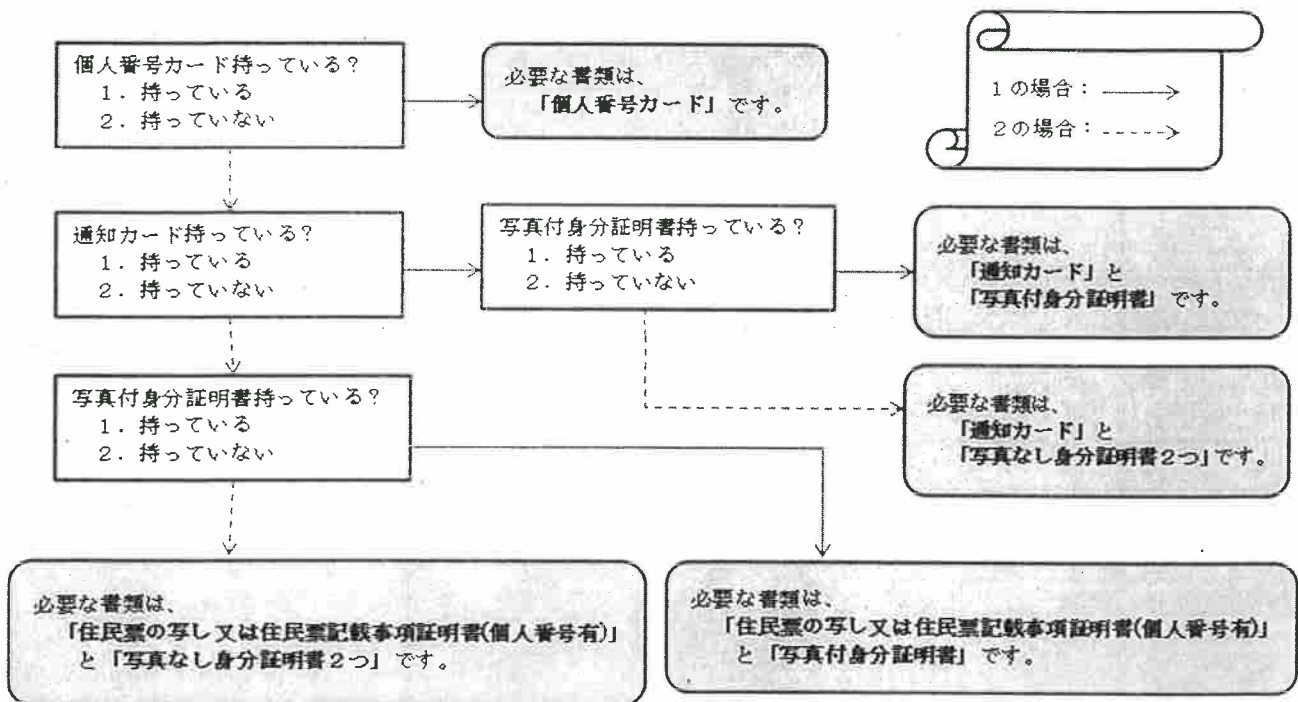 個人番号カード持っている?
1．持っている
2．持っていない
必要な書類は、
「個人番号カード」です。
1の場合：
2の場合：
通知カード持っている?
1．持っている
2．持っていない
写真付身分証明書持っている?
1．持っている
2．持っていない
必要な書類は、
「通知カード」と
「写真付身分証明書」です。
写真付身分証明書持っている?
1．持っている
2．持っていない
必要な書類は、
「通知カード」と
「写真なし身分証明書2つ」です。
必要な書類は、
「住民票の写し又は住民票記載事項証明書(個人番号有)」
と「写真なし身分証明書2つ」です。
必要な書類は、
「住民票の写し又は住民票記載事項証明書(個人番号有)」
と「写真付身分証明書」です。